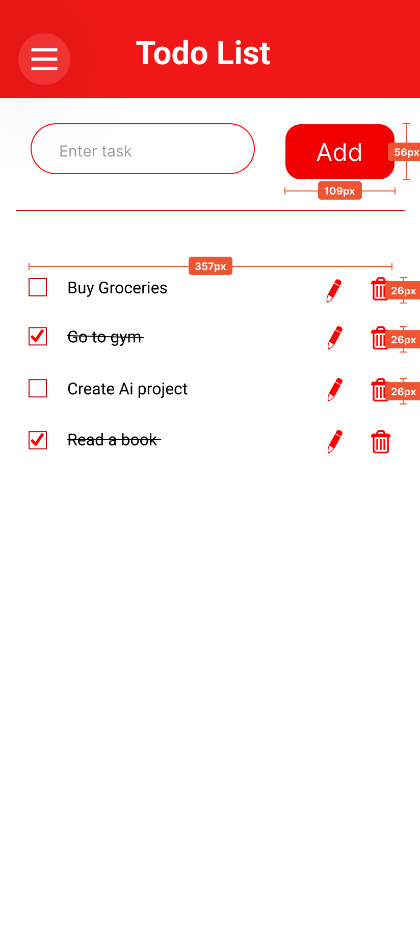 Todo List
Enter task
Add
56px
109px
357px
Buy Groceries
26px
Go to gym
26px
Create Ai project
26px
Read a book